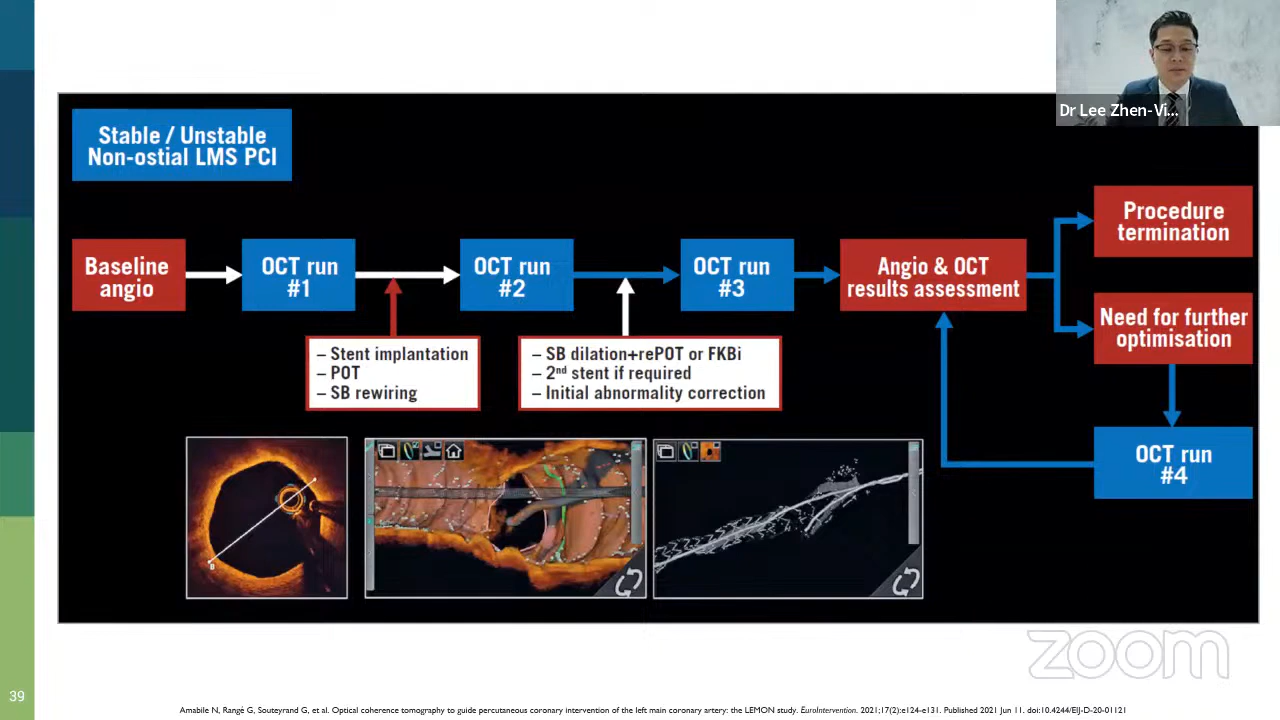 Dr Lee Zhen-Vi...
Stable / Unstable
Non-ostial LMS PCI
Baseline
angio
OCT run
#1
OCT run
#2
OCT run
#3
Angio & OCT
results assessment
Procedure
termination
Need for further
optimisation
– Stent implantation
– POT
– SB rewiring
– SB dilation+rePOT or FKBi
– 2nd stent if required
– Initial abnormality correction
OCT run
#4
zoom
39
Amabile N, Rangé G, Souteyrand G, et al. Optical coherence tomography to guide percutaneous coronary intervention of the left main coronary artery: the LEMON study. EuroIntervention. 2021;17(2):e124-e131. Published 2021 Jun 11. doi:10.4244/EIJ-D-20-01121